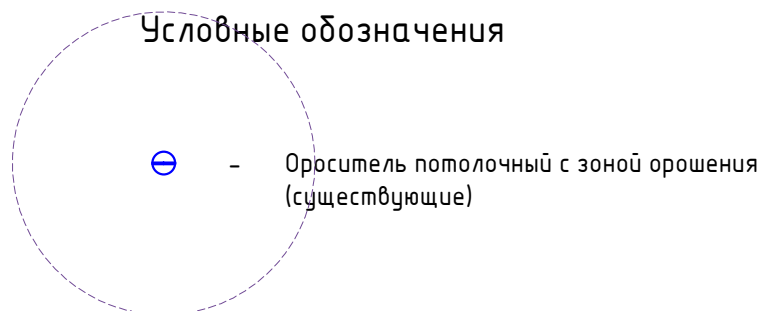 Условные обозначения
- Ороситель потолочный с зоной орошения
(существующие)